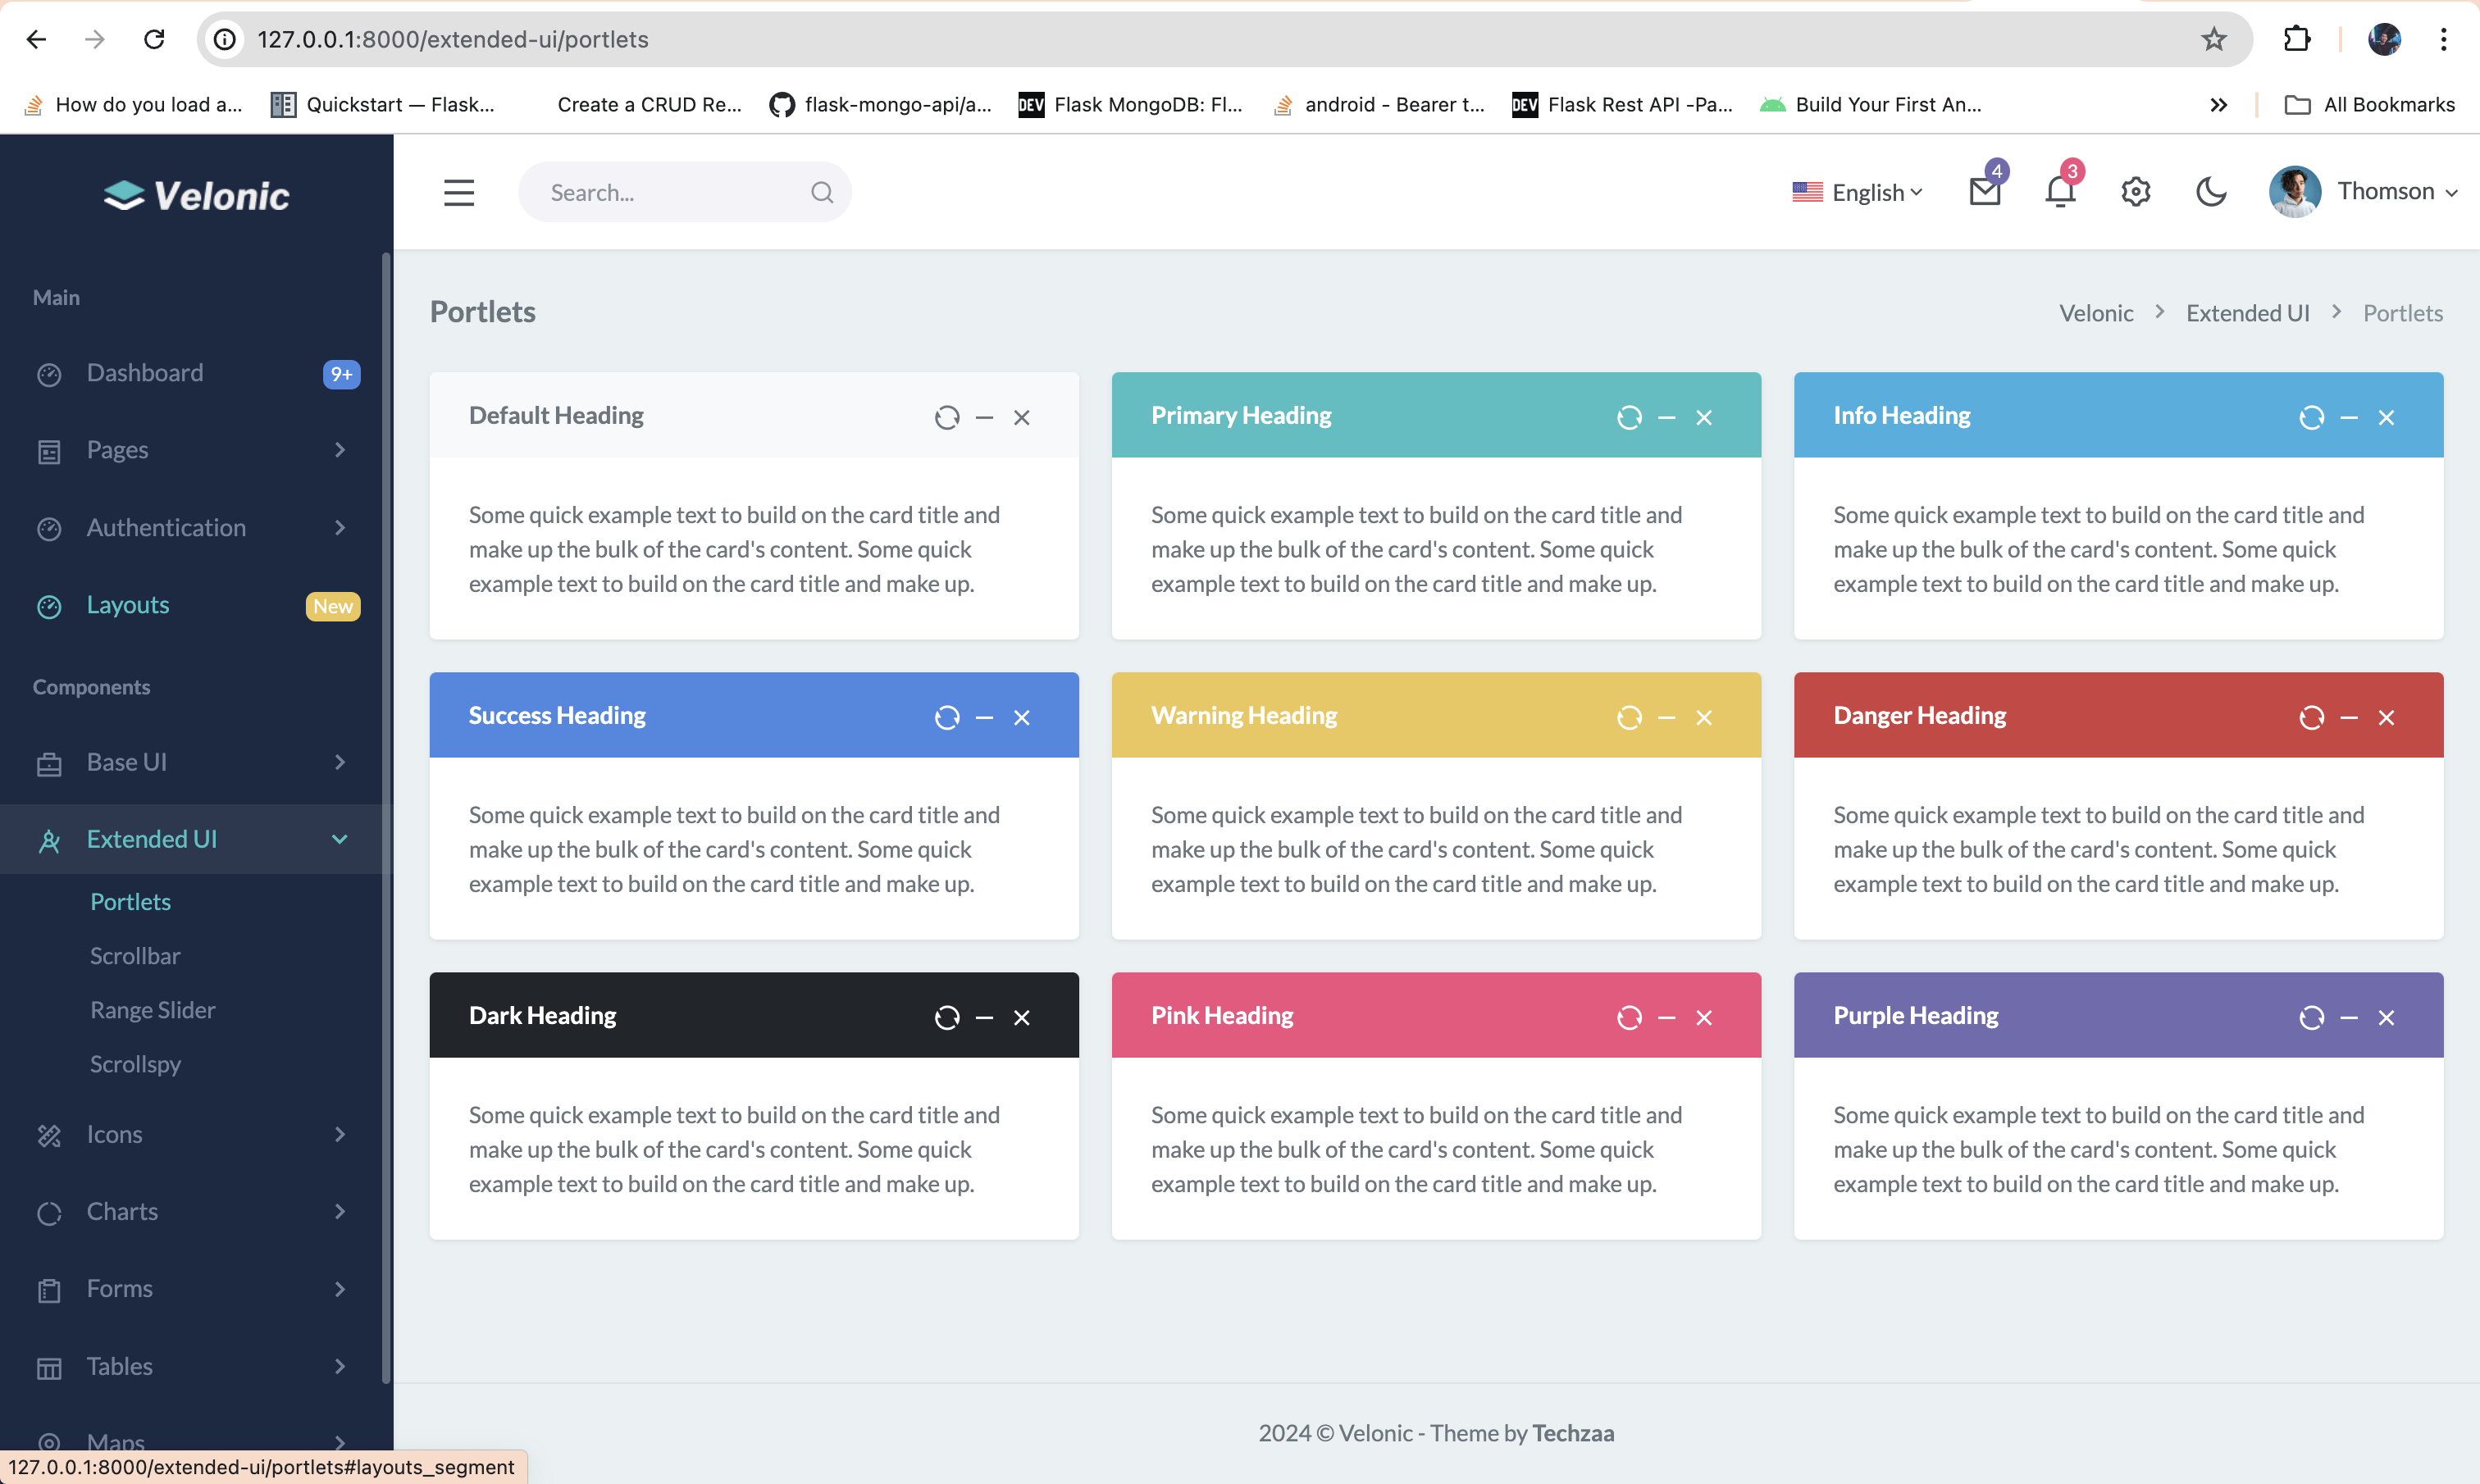 127.0.0.1:8000/extended-ui/portlets
How do you load a...
Quickstart — Flask...
Create a CRUD Re...
flask-mongo-api/a...
DEV
Flask MongoDB: Fl...
android - Bearer t...
DEV
Flask Rest API -Pa...
Build Your First An...
All Bookmarks
Velonic
Search...
English
4
3
Thomson
Main
Dashboard
9+
Pages
Authentication
Layouts
New
Components
Base UI
Extended UI
Portlets
Scrollbar
Range Slider
Scrollspy
Icons
Charts
Forms
Tables
Maps
Portlets
Velonic > Extended UI > Portlets
Default Heading
Some quick example text to build on the card title and
make up the bulk of the card's content. Some quick
example text to build on the card title and make up.
Primary Heading
Some quick example text to build on the card title and
make up the bulk of the card's content. Some quick
example text to build on the card title and make up.
Info Heading
Some quick example text to build on the card title and
make up the bulk of the card's content. Some quick
example text to build on the card title and make up.
Success Heading
Some quick example text to build on the card title and
make up the bulk of the card's content. Some quick
example text to build on the card title and make up.
Warning Heading
Some quick example text to build on the card title and
make up the bulk of the card's content. Some quick
example text to build on the card title and make up.
Danger Heading
Some quick example text to build on the card title and
make up the bulk of the card's content. Some quick
example text to build on the card title and make up.
Dark Heading
Some quick example text to build on the card title and
make up the bulk of the card's content. Some quick
example text to build on the card title and make up.
Pink Heading
Some quick example text to build on the card title and
make up the bulk of the card's content. Some quick
example text to build on the card title and make up.
Purple Heading
Some quick example text to build on the card title and
make up the bulk of the card's content. Some quick
example text to build on the card title and make up.
2024 © Velonic - Theme by Techzaa
127.0.0.1:8000/extended-ui/portlets#layouts_segment